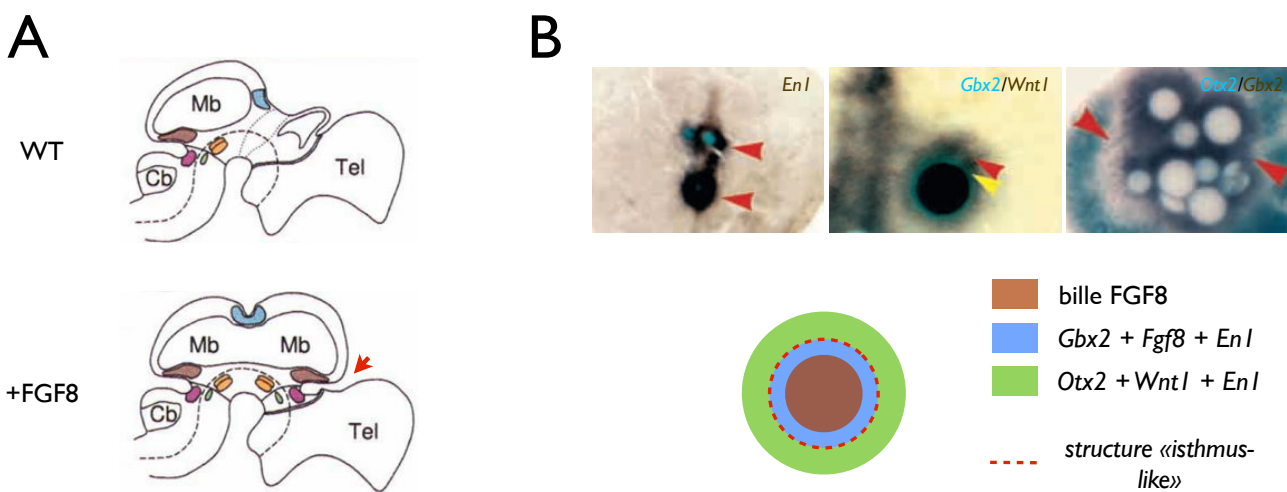 A
B
WT
Mb
Cb
Tel
En1
Gbx2/Wnt1
Otx2/Gbx2
+FGF8
Mb Mb
Cb
Tel
bille FGF8
Gbx2 + Fgf8 + En1
Otx2 + Wnt1 + En1
structure «isthmus-
like»